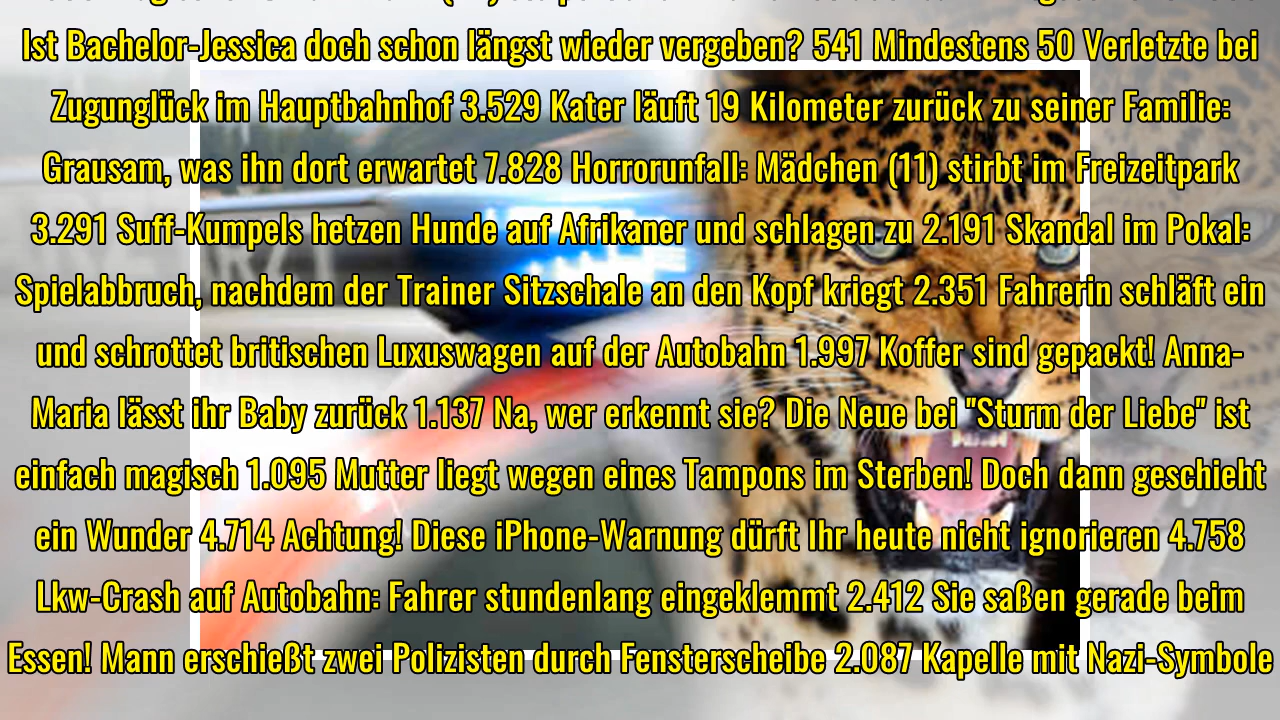 Ist Bachelor-Jessica doch schon längst wieder vergeben? 541 Mindestens 50 Verletzte bei
Zugunglück im Hauptbahnhof 3.529 Kater läuft 19 Kilometer zurück zu seiner Familie:
Grausam, was ihn dort erwartet 7.828 Horrorunfall: Mädchen (11) stirbt im Freizeitpark
3.291 Suff-Kumpels hetzen Hunde auf Afrikaner und schlagen zu 2.191 Skandal im Pokal:
Spielabbruch, nachdem der Trainer Sitzschale an den Kopf kriegt 2.351 Fahrerin schläft ein
und schrottet britischen Luxuswagen auf der Autobahn 1.997 Koffer sind gepackt! Anna-
Maria lässt ihr Baby zurück 1.137 Na, wer erkennt sie? Die Neue bei "Sturm der Liebe" ist
einfach magisch 1.095 Mutter liegt wegen eines Tampons im Sterben! Doch dann geschieht
ein Wunder 4.714 Achtung! Diese iPhone-Warnung dürft Ihr heute nicht ignorieren 4.758
Lkw-Crash auf Autobahn: Fahrer stundenlang eingeklemmt 2.412 Sie saßen gerade beim
Essen! Mann erschießt zwei Polizisten durch Fensterscheibe 2.087 Kapelle mit Nazi-Symbole